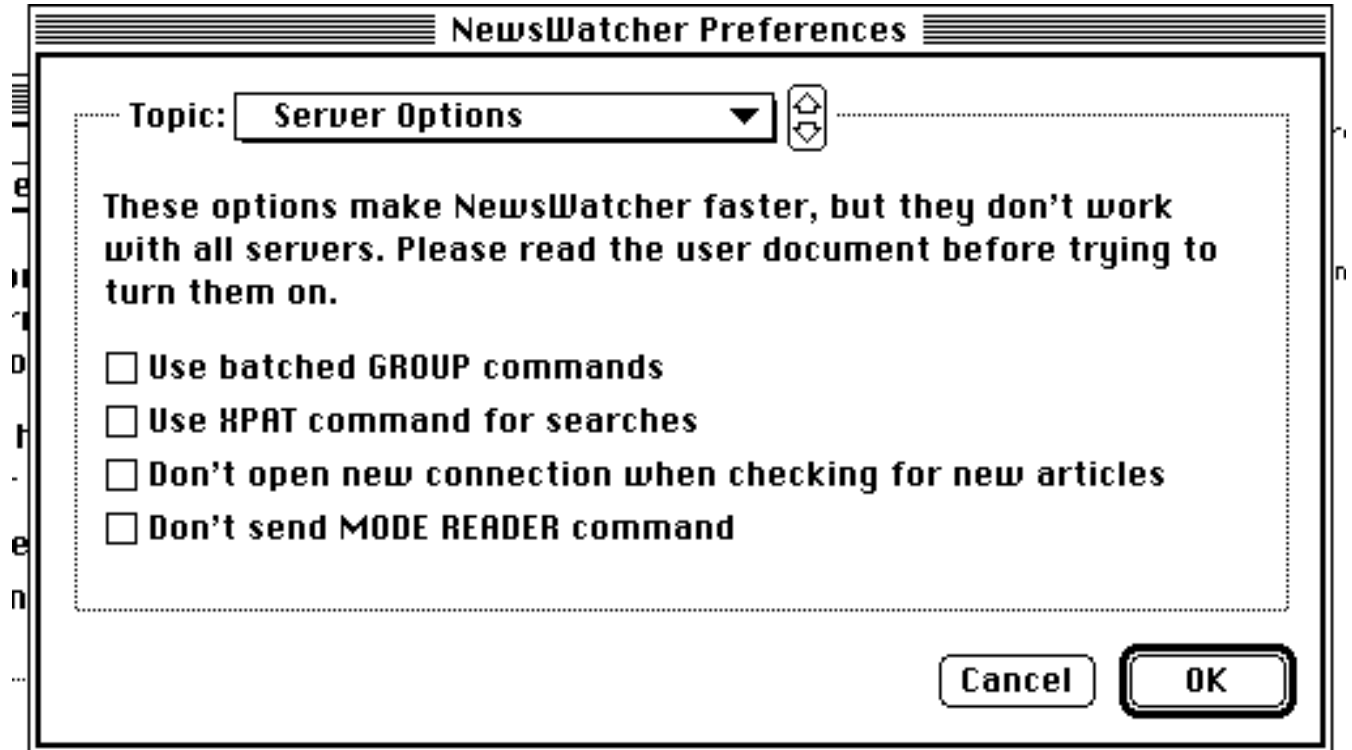 NewsWatcher Preferences
Topic: Server Options
These options make NewsWatcher faster, but they don't work
with all servers. Please read the user document before trying to
turn them on.
Use batched GROUP commands
Use XPAT command for searches
Don't open new connection when checking for new articles
Don't send MODE READER command
Cancel OK